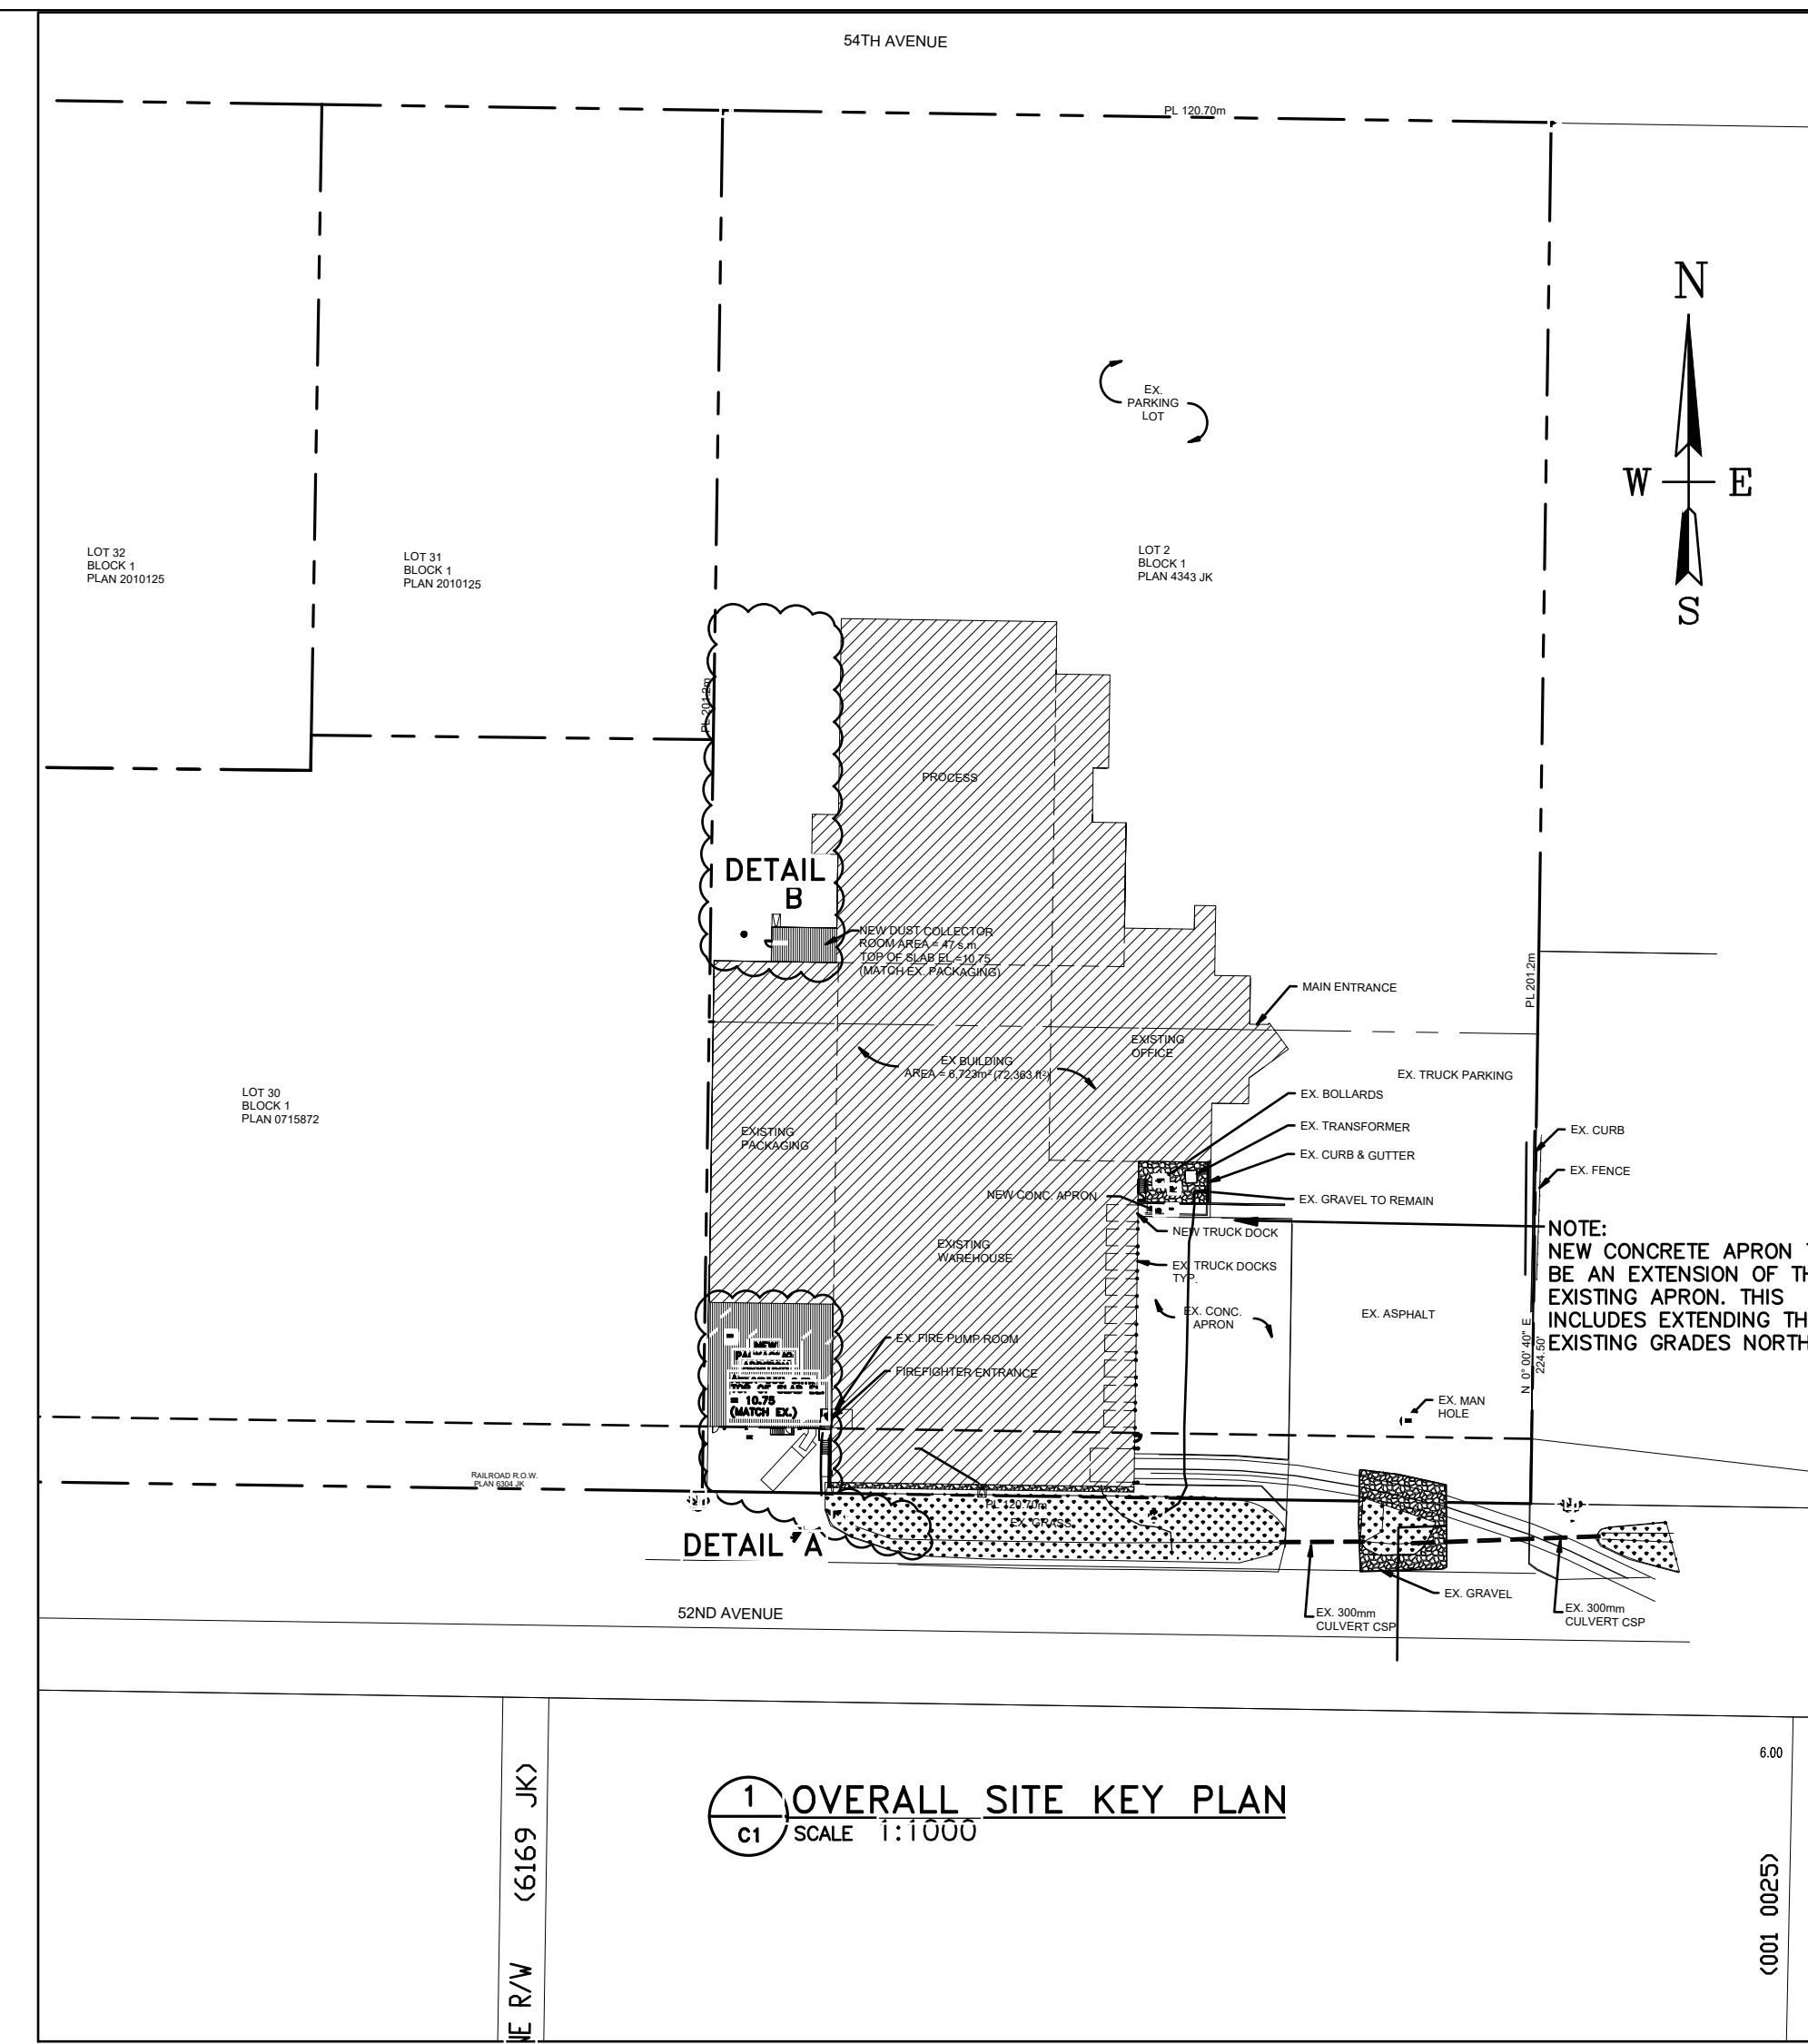 54TH AVENUE
PL 120.70m
N
W
E
S
EX.
PARKING
LOT
LOT 32
BLOCK 1
PLAN 2010125
LOT 31
BLOCK 1
PLAN 2010125
LOT 2
BLOCK 1
PLAN 4343 JK
PL 201.2m
PROCESS
DETAIL
B
NEW DUST COLLECTOR
ROOM AREA = 47 s.m
TOP OF SLAB EL.=10.75
(MATCH EX. PACKAGING)
PL 201.2m
MAIN ENTRANCE
EXISTING
OFFICE
EX BUILDING
AREA = 6,723m² (72,363 ft²)
EX. TRUCK PARKING
LOT 30
BLOCK 1
PLAN 0715872
EX. BOLLARDS
EX. TRANSFORMER
EX. CURB & GUTTER
EX. GRAVEL TO REMAIN
EX. CURB
EX. FENCE
EXISTING
PACKAGING
NEW CONC. APRON
NEW TRUCK DOCK
EXISTING
WAREHOUSE
EX. TRUCK DOCKS
TYP.
EX. CONC.
APRON
EX. ASPHALT
NOTE:
NEW CONCRETE APRON
BE AN EXTENSION OF
EXISTING APRON. THIS
INCLUDES EXTENDING
EXISTING GRADES NORTH
N 0° 00' 40" E
224.50'
EX. FIRE PUMP ROOM
FIREFIGHTER ENTRANCE
NEW
TOP OF SLAB EL
= 10.75
(MATCH EX.)
EX. MAN
HOLE
RAILROAD R.O.W.
PLAN 6304 JK
PL 120.70m
EX. GRASS
DETAIL A
EX. GRAVEL
EX. 300mm
CULVERT CSP
EX. 300mm
CULVERT CSP
52ND AVENUE
1
C1
OVERALL SITE KEY PLAN
SCALE 1:1000
R/W (6169 JK)
6.00
(001 0025)